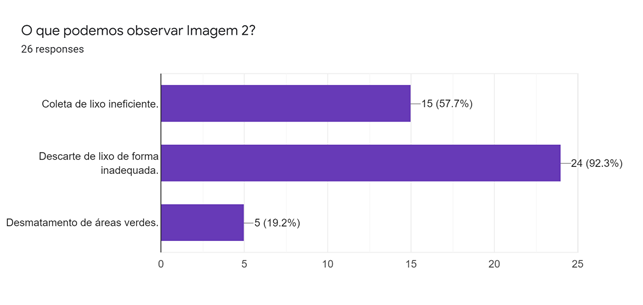 O que podemos observar Imagem 2?
26 responses
Coleta de lixo ineficiente.
15 (57.7%)
Descarte de lixo de forma
inadequada.
24 (92.3%)
Desmatamento de áreas verdes.
5 (19.2%)
0
5
10
15
20
25